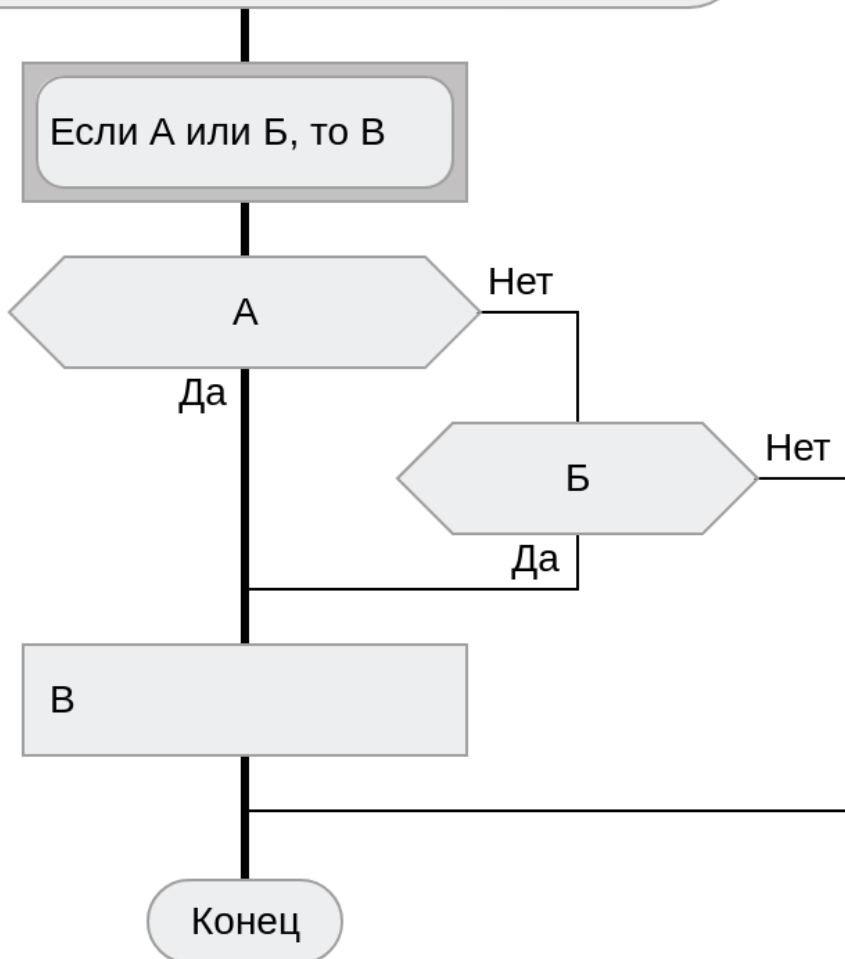 Если А или Б, то В
А
Нет
Да
Б
Нет
Да
В
Конец